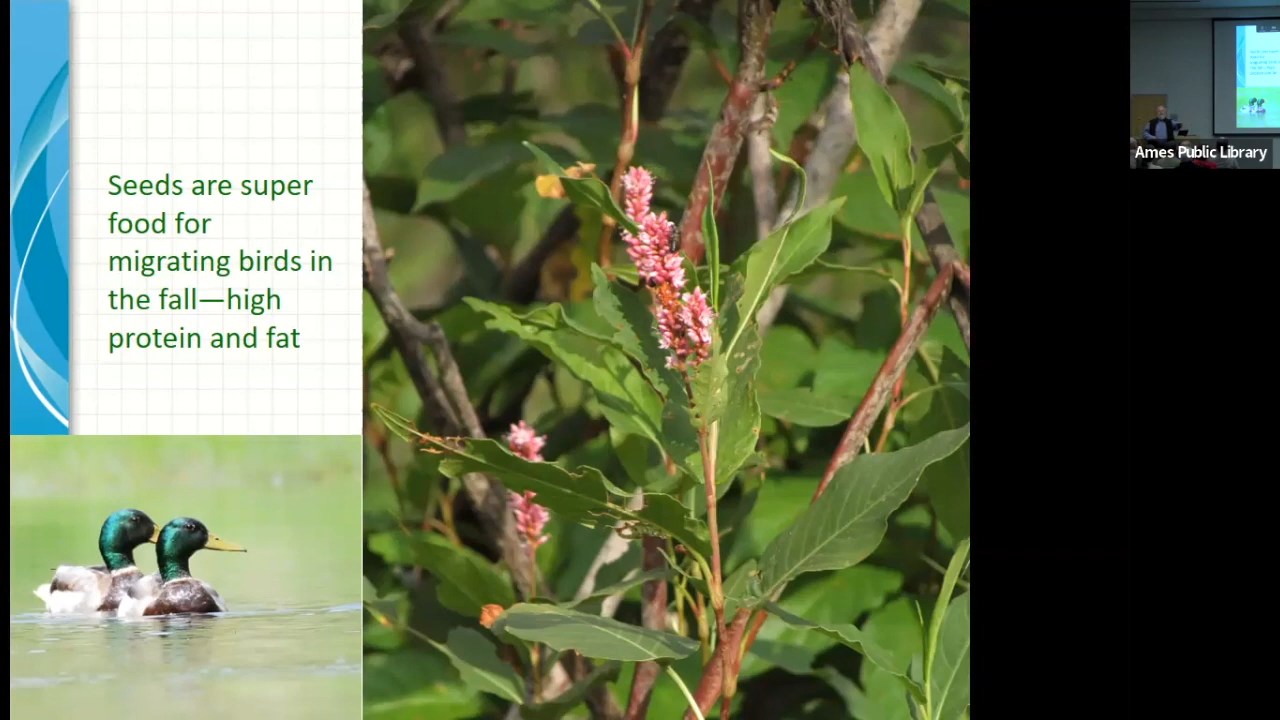 Seeds are super
food for
migrating birds in
the fall—high
protein and fat
Ames Public Library